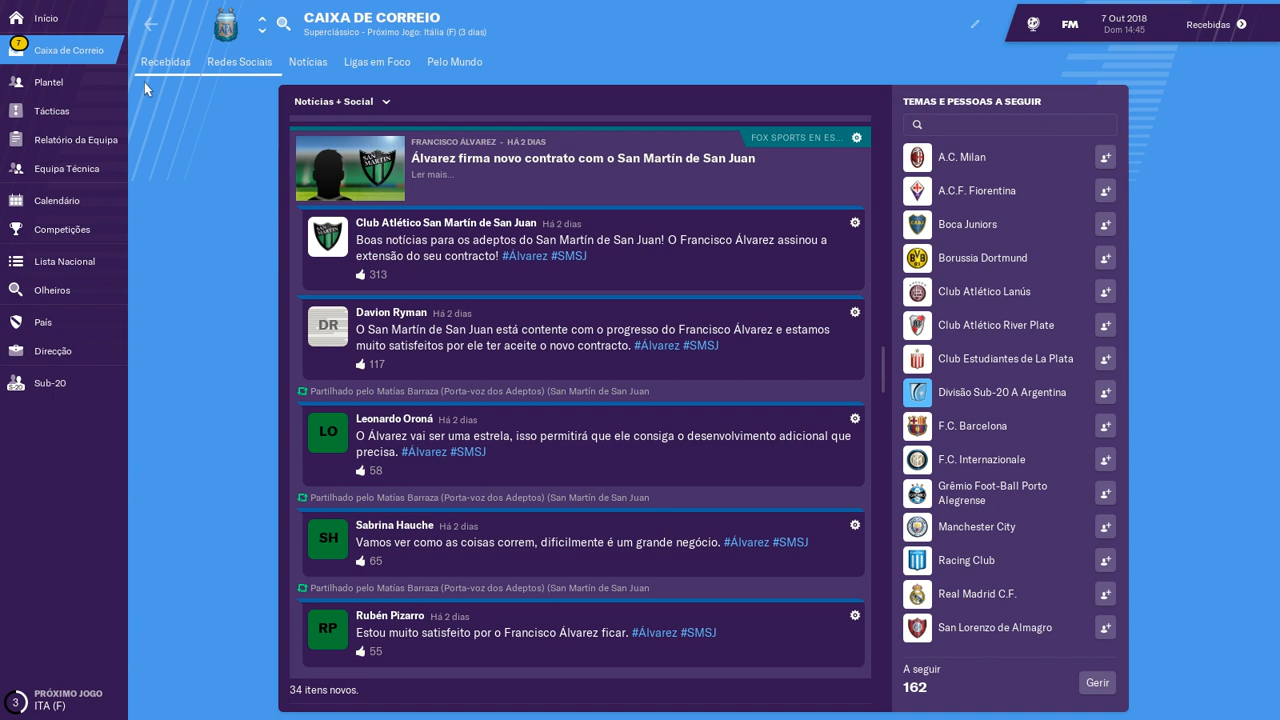 Início
7
Caixa de Correio
Plantel
Tácticas
Relatório da Equipa
Equipa Técnica
Calendário
Competições
Lista Nacional
Olheiros
País
Direcção
S-20
Sub-20
3
PRÓXIMO JOGO
ITA (F)
AFA
CAIXA DE CORREIO
Superclássico - Próximo Jogo: Itália (F) (3 dias)
FM
7 Out 2018
Dom 14:45
Recebidas
Recebidas
Redes Sociais
Notícias
Ligas em Foco
Pelo Mundo
Notícias + Social
FRANCISCO ÁLVAREZ - HÁ 2 DIAS
FOX SPORTS EN ES...
Álvarez firma novo contrato com o San Martín de San Juan
Ler mais...
SAN MARTIN
Club Atlético San Martín de San Juan Há 2 dias
Boas notícias para os adeptos do San Martín de San Juan! O Francisco Álvarez assinou a
extensão do seu contracto! #Álvarez #SMSJ
313
DR
Davion Ryman Há 2 dias
O San Martín de San Juan está contente com o progresso do Francisco Álvarez e estamos
muito satisfeitos por ele ter aceite o novo contracto. #Álvarez #SMSJ
117
Partilhado pelo Matías Barraza (Porta-voz dos Adeptos) (San Martín de San Juan
LO
Leonardo Oroná Há 2 dias
O Álvarez vai ser uma estrela, isso permitirá que ele consiga o desenvolvimento adicional que
precisa. #Álvarez #SMSJ
58
Partilhado pelo Matías Barraza (Porta-voz dos Adeptos) (San Martín de San Juan
SH
Sabrina Hauche Há 2 dias
Vamos ver como as coisas correm, dificilmente é um grande negócio. #Álvarez #SMSJ
65
Partilhado pelo Matías Barraza (Porta-voz dos Adeptos) (San Martín de San Juan
RP
Rubén Pizarro Há 2 dias
Estou muito satisfeito por o Francisco Álvarez ficar. #Álvarez #SMSJ
55
34 itens novos.
TEMAS E PESSOAS A SEGUIR
A.C. Milan
A.C.F. Fiorentina
Boca Juniors
Borussia Dortmund
Club Atlético Lanús
Club Atlético River Plate
Club Estudiantes de La Plata
Divisão Sub-20 A Argentina
F.C. Barcelona
F.C. Internazionale
Grêmio Foot-Ball Porto
Alegrense
Manchester City
Racing Club
Real Madrid C.F.
San Lorenzo de Almagro
A seguir
162
Gerir